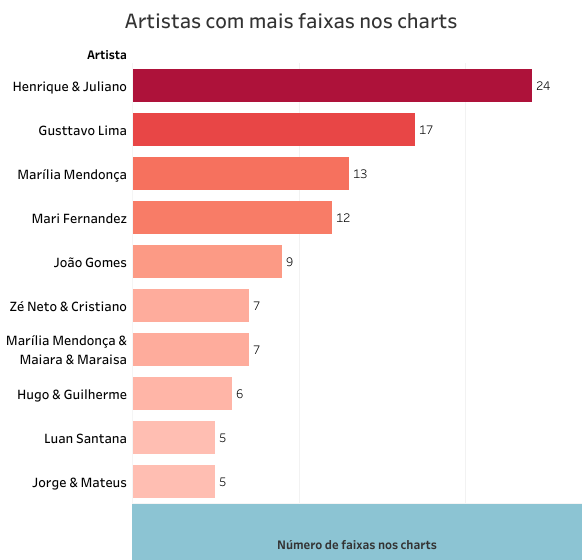 Artistas com mais faixas nos charts
Artista
Henrique & Juliano 24
Gusttavo Lima 17
Marília Mendonça 13
Mari Fernandez 12
João Gomes 9
Zé Neto & Cristiano 7
Marília Mendonça &
Maiara & Maraisa 7
Hugo & Guilherme 6
Luan Santana 5
Jorge & Mateus 5
Número de faixas nos charts